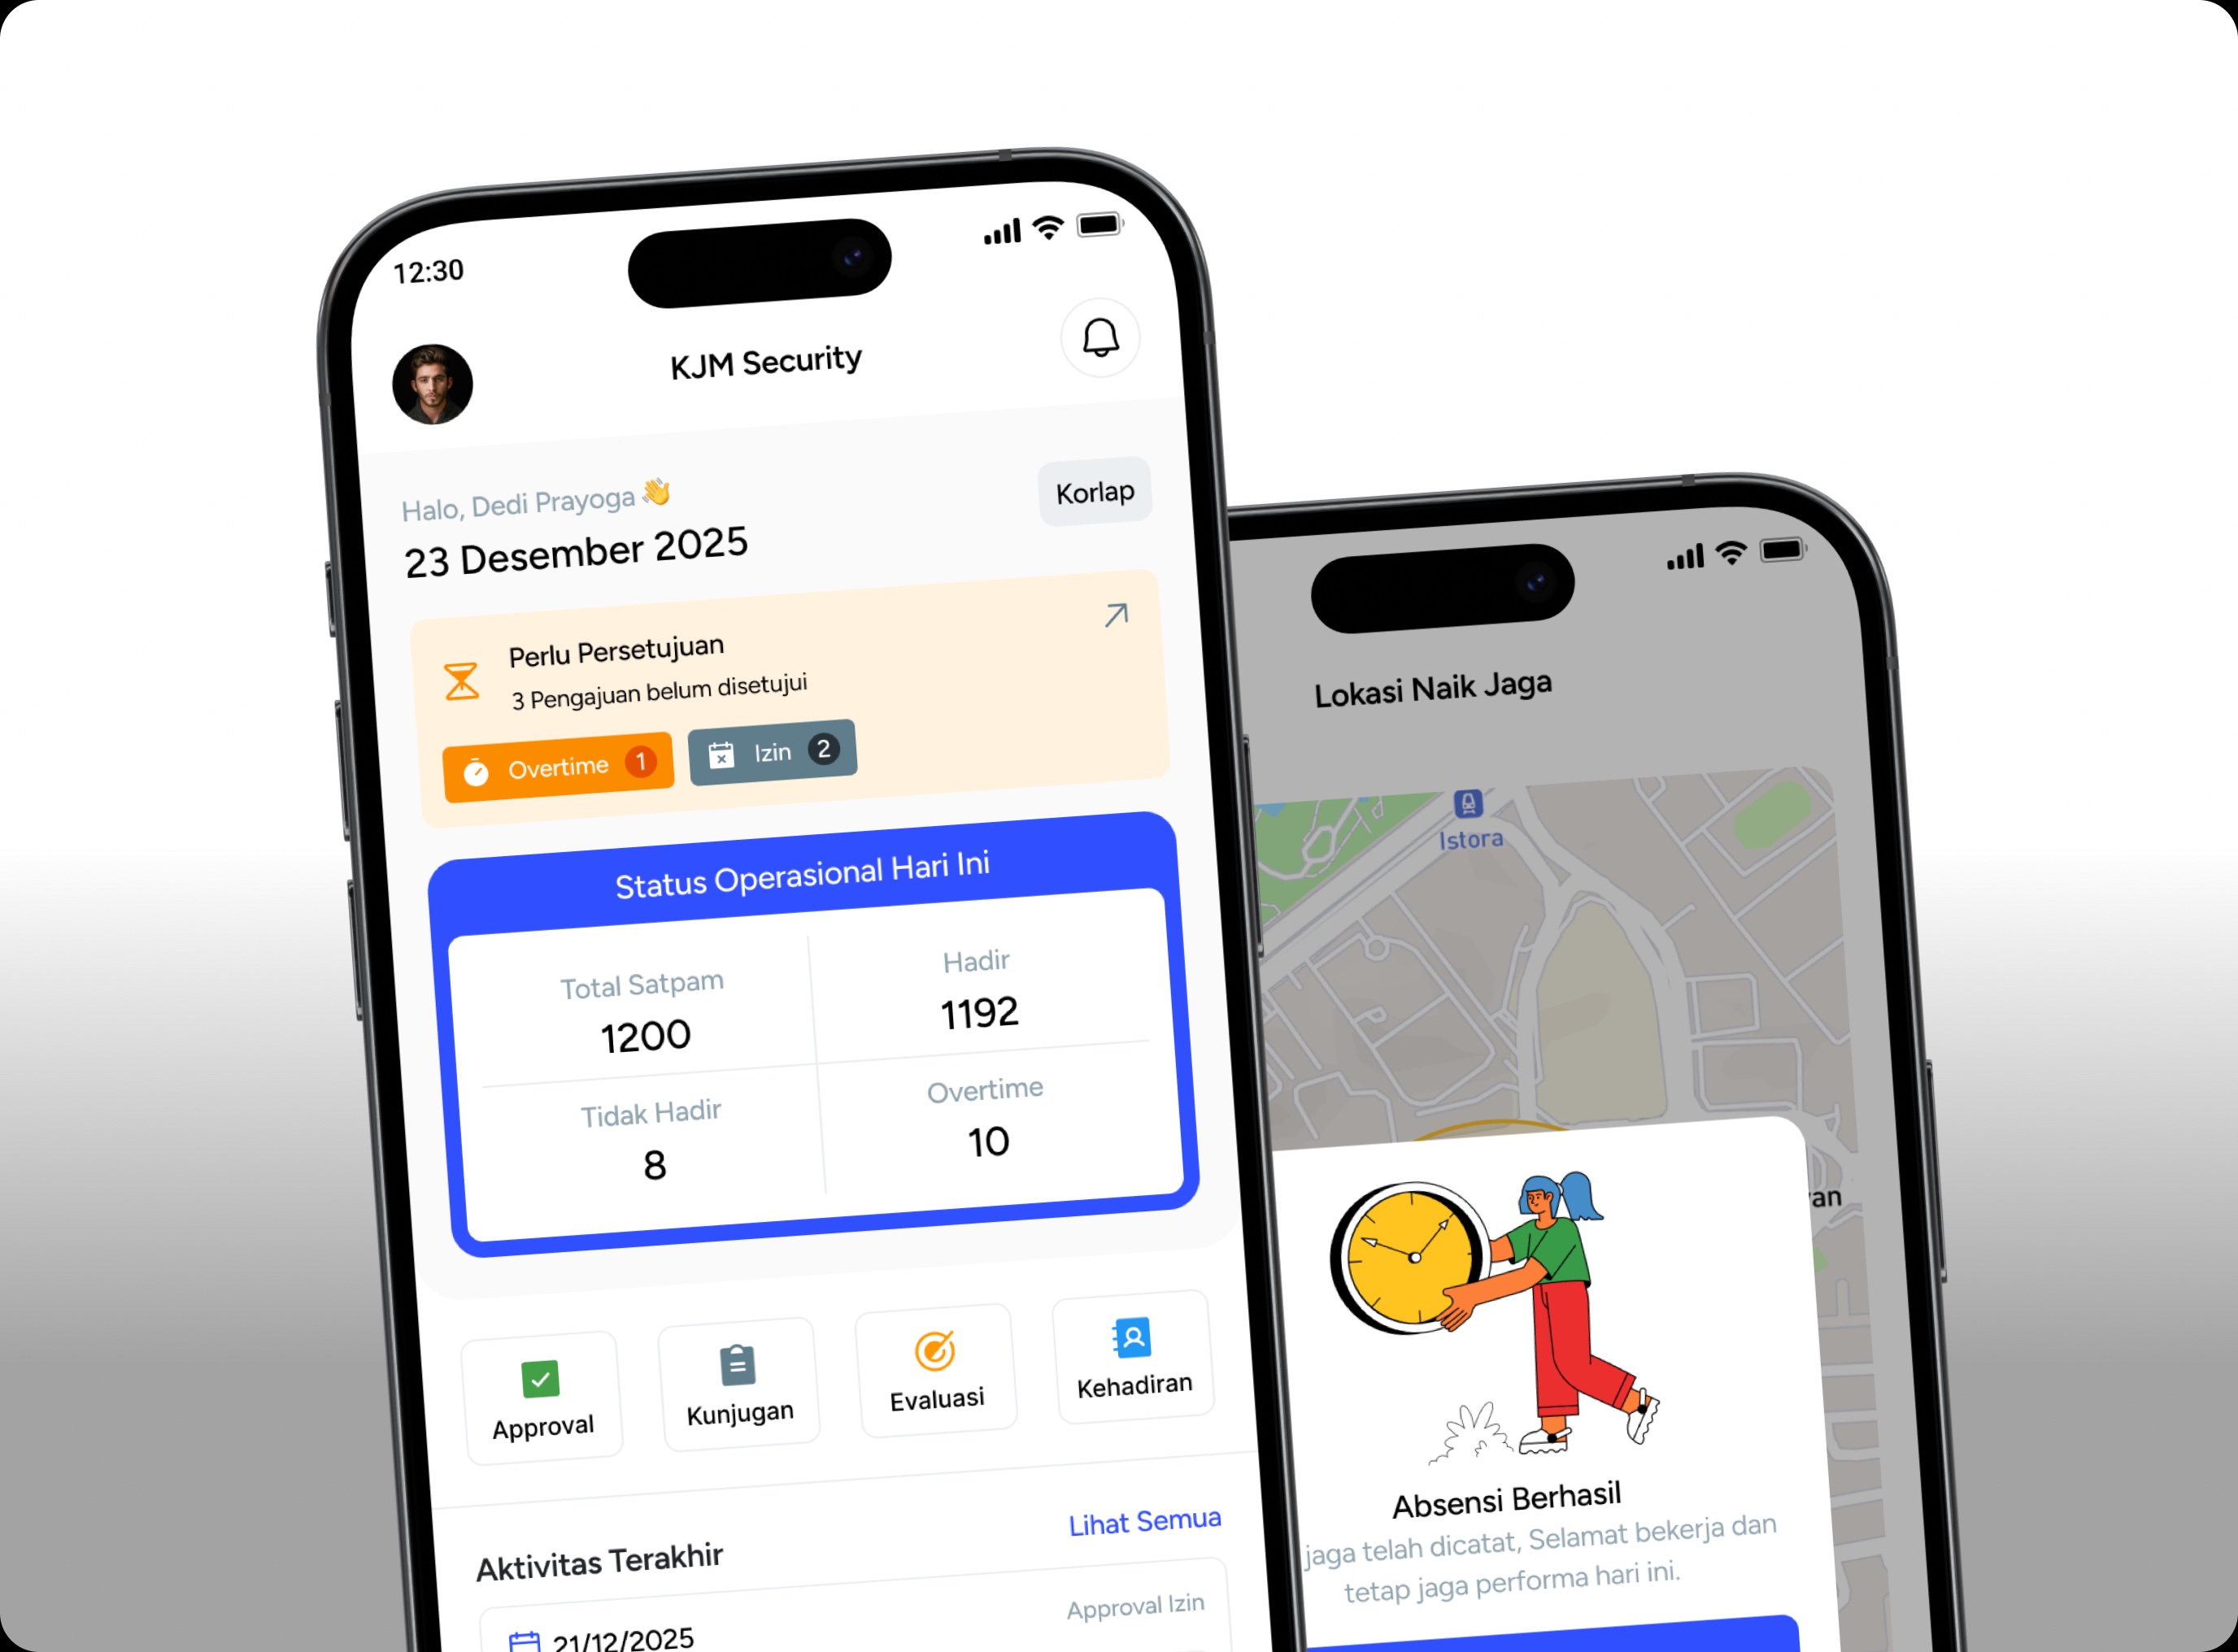 12:30
KJM Security
Halo, Dedi Prayoga 👋
Korlap
23 Desember 2025
Perlu Persetujuan
3 Pengajuan belum disetujui
Overtime 1
Izin 2
Status Operasional Hari Ini
Total Satpam
1200
Hadir
1192
Tidak Hadir
8
Overtime
10
Approval
Kunjugan
Evaluasi
Kehadiran
Aktivitas Terakhir
Lihat Semua
21/12/2025
Approval Izin
Lokasi Naik Jaga
Istora
Absensi Berhasil
jaga telah dicatat, Selamat bekerja dan
tetap jaga performa hari ini.